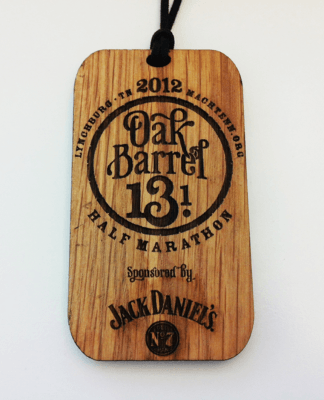 LYNCHBURG · TN 2012 MACHTENN.ORG
Oak
Barrel
13.1
HALF MARATHON
Sponsored By
JACK DANIEL'S
No 7